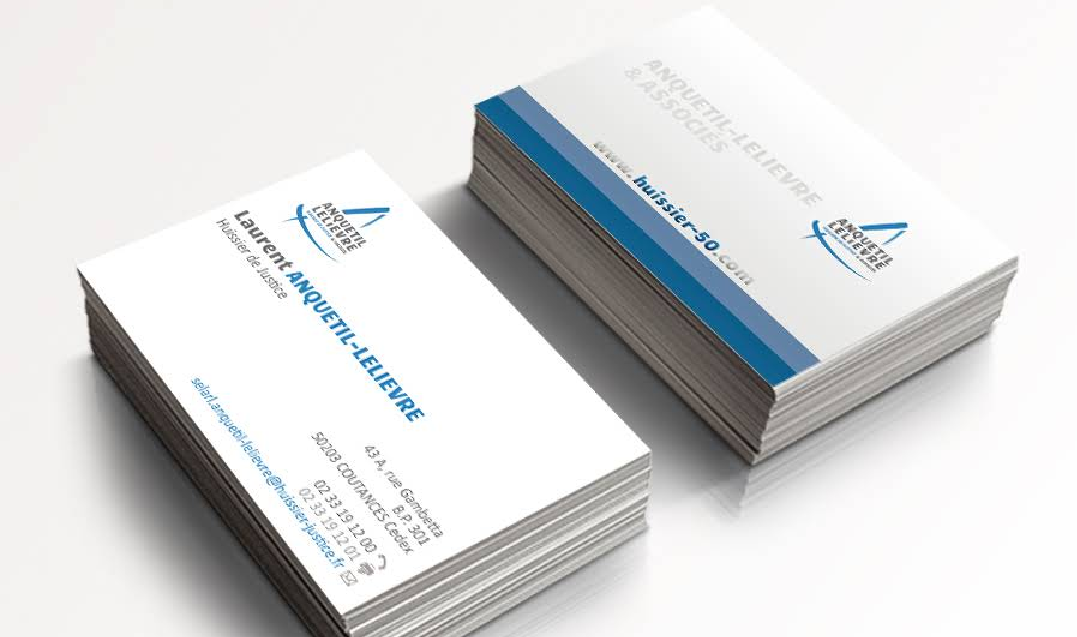 ANQUETIL
LELIEVRE
Laurent ANQUETIL-LELIEVRE
Huissier de Justice
43 A, rue Gambetta
B.P. 301
50203 COUTANCES Cedex
02 33 19 12 00
02 33 19 12 01
selarl.anquetil-lelievre@huissier-justice.fr
ANQUETIL-LELIEVRE
& ASSOCIÉS
www.huissier-50.com
ANQUETIL
LELIEVRE